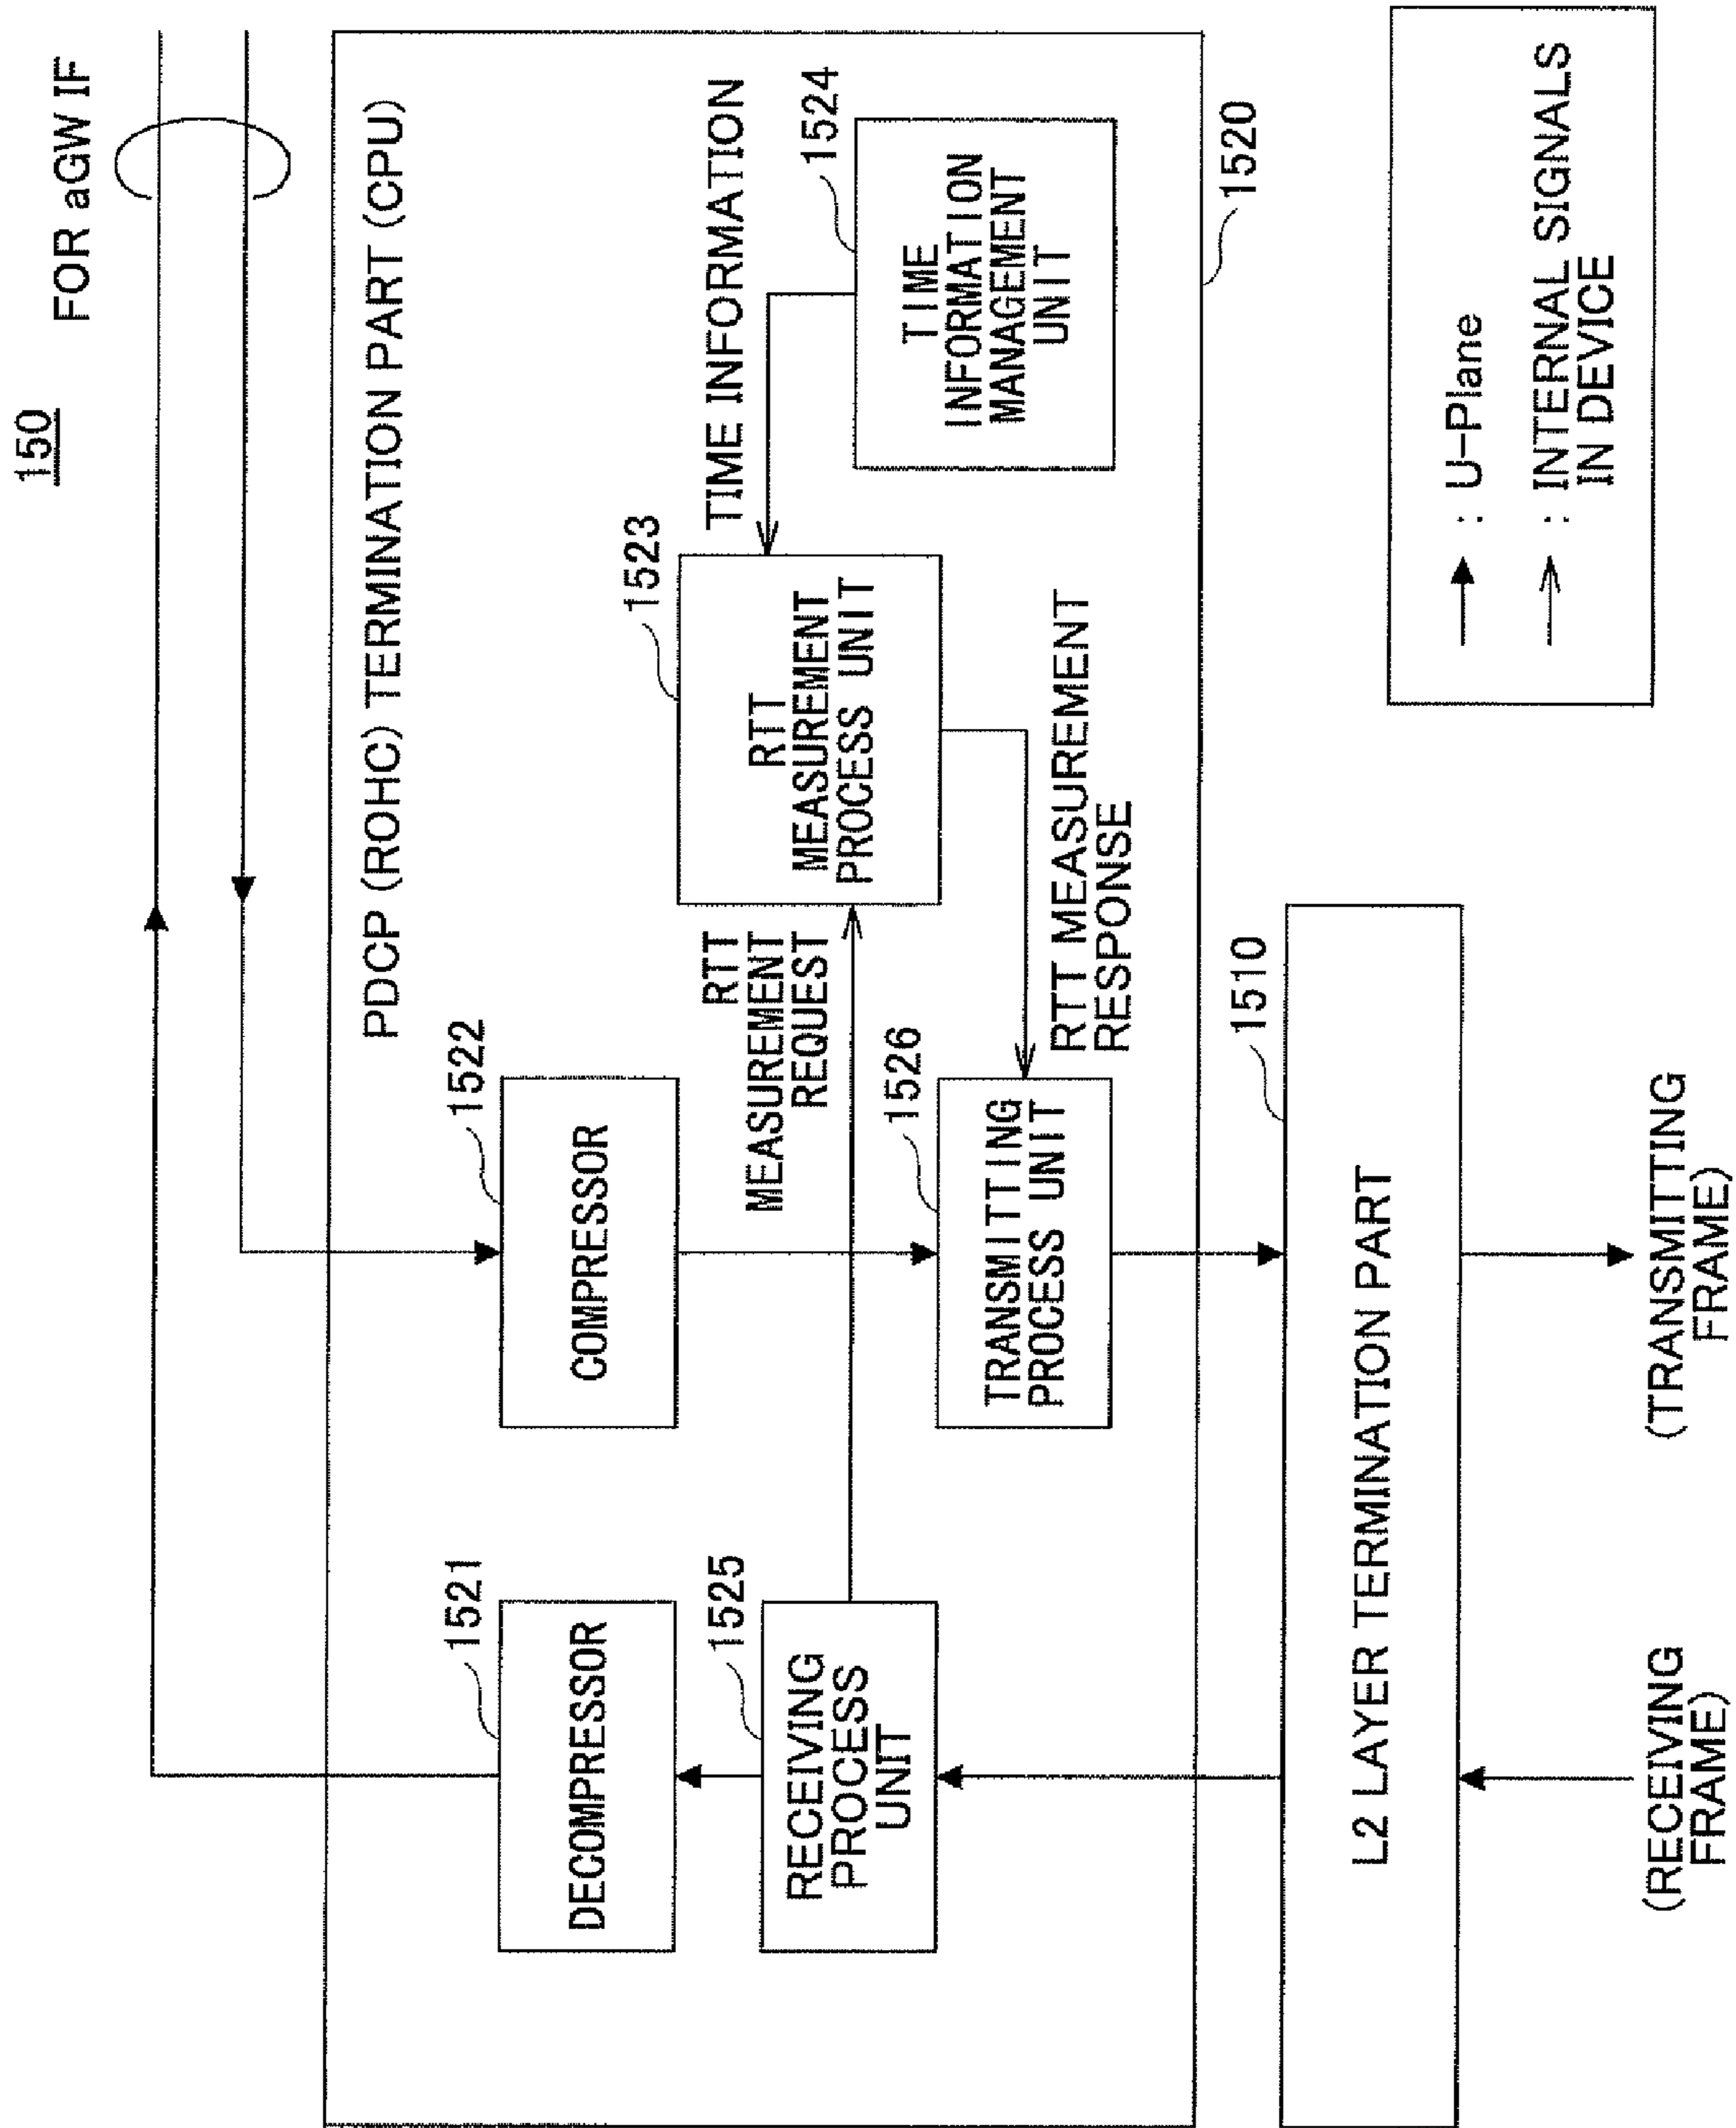 150
FOR aGW IF
PDCP (ROHC) TERMINATION PART (CPU)
1521
DECOMPRESSOR
1522
COMPRESSOR
1525
RECEIVING
PROCESS
UNIT
RTT
MEASUREMENT
REQUEST
1523
RTT
MEASUREMENT
PROCESS UNIT
TIME INFORMATION
1524
TIME
INFORMATION
MANAGEMENT
UNIT
1526
TRANSMITTING
PROCESS UNIT
RTT MEASUREMENT
RESPONSE
1520
1510
L2 LAYER TERMINATION PART
(RECEIVING
FRAME)
(TRANSMITTING
FRAME)
: U-Plane
: INTERNAL SIGNALS
IN DEVICE